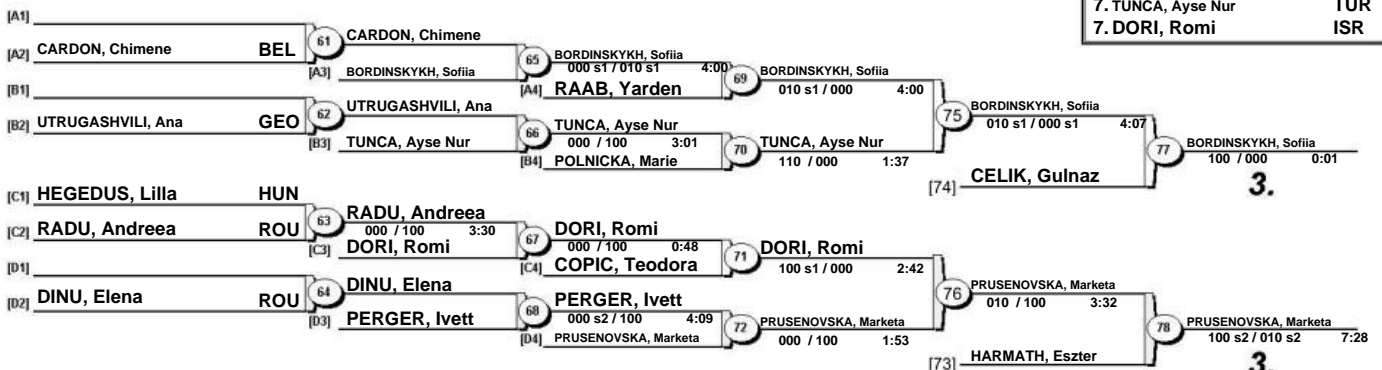 7. TUNCA, Ayse Nur TUR
7. DORI, Romi ISR
[A1]
[A2] CARDON, Chimene BEL
61
CARDON, Chimene
[A3] BORDINSKYKH, Sofiia
65
BORDINSKYKH, Sofiia
000 s1 / 010 s1 4:00
[A4] RAAB, Yarden
69
BORDINSKYKH, Sofiia
010 s1 / 000 4:00
[B1]
[B2] UTRUGASHVILI, Ana GEO
62
UTRUGASHVILI, Ana
[B3] TUNCA, Ayse Nur
66
TUNCA, Ayse Nur
000 / 100 3:01
[B4] POLNICKA, Marie
70
TUNCA, Ayse Nur
110 / 000 1:37
75
BORDINSKYKH, Sofiia
010 s1 / 000 s1 4:07
[74] CELIK, Gulnaz
77
BORDINSKYKH, Sofiia
100 / 000 0:01
3.
[C1] HEGEDUS, Lilla HUN
[C2] RADU, Andreea ROU
63
RADU, Andreea
000 / 100 3:30
[C3] DORI, Romi
67
DORI, Romi
000 / 100 0:48
[C4] COPIC, Teodora
71
DORI, Romi
100 s1 / 000 2:42
[D1]
[D2] DINU, Elena ROU
64
DINU, Elena
[D3] PERGER, Ivett
68
PERGER, Ivett
000 s2 / 100 4:09
[D4] PRUSENOVSKA, Marketa
72
PRUSENOVSKA, Marketa
000 / 100 1:53
76
PRUSENOVSKA, Marketa
010 / 100 3:32
[73] HARMATH, Eszter
78
PRUSENOVSKA, Marketa
100 s2 / 010 s2 7:28
3.